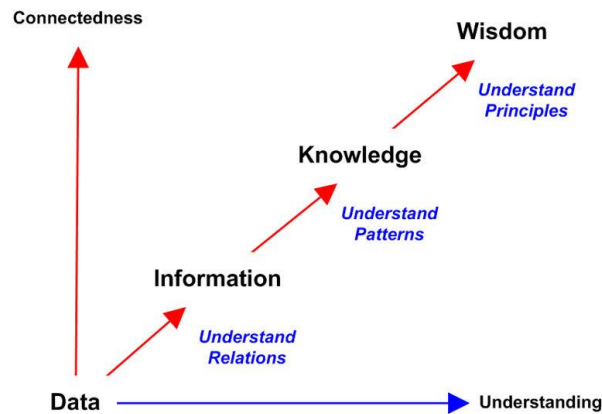 Connectedness
Wisdom
Understand
Principles
Knowledge
Understand
Patterns
Information
Understand
Relations
Data
Understanding